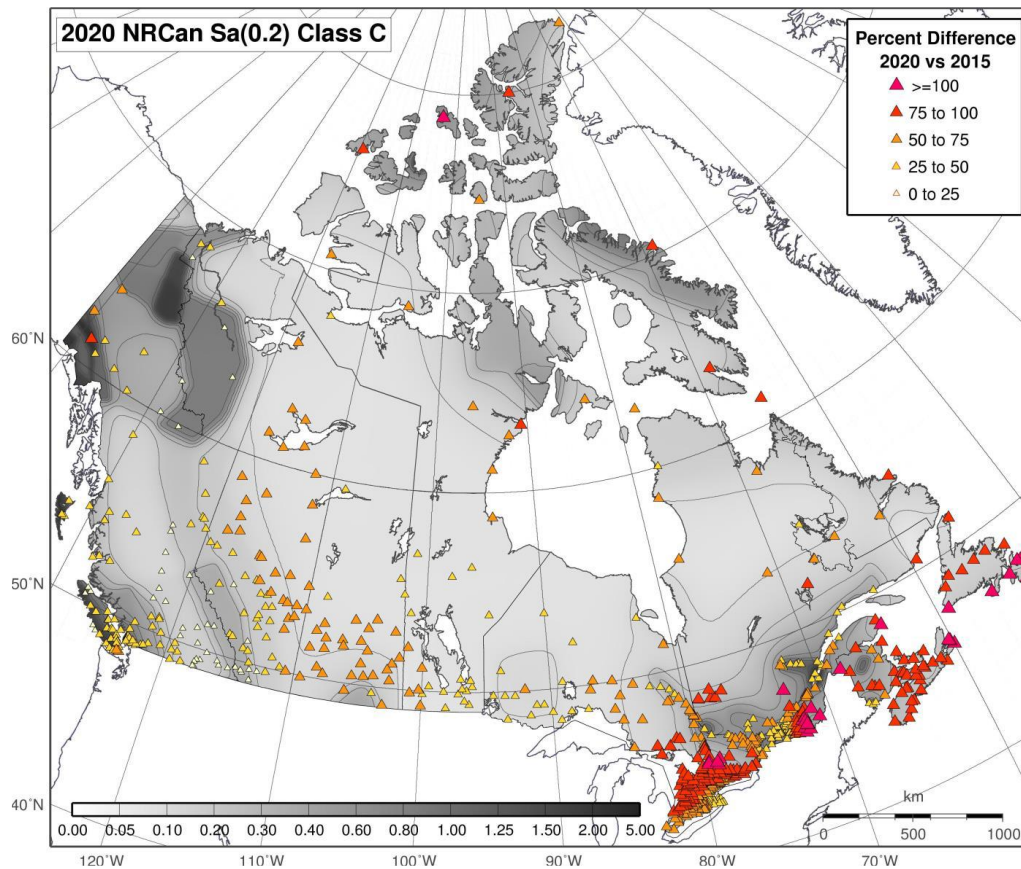 2020 NRCan Sa(0.2) Class C
Percent Difference
2020 vs 2015
>=100
75 to 100
50 to 75
25 to 50
0 to 25
60°N
50°N
40°N
km
0.00 0.05 0.10 0.20 0.30 0.40 0.60 0.80 1.00 1.25 1.50 2.00 5.00
0 500 1000
120°W 110°W 100°W 90°W 80°W 70°W